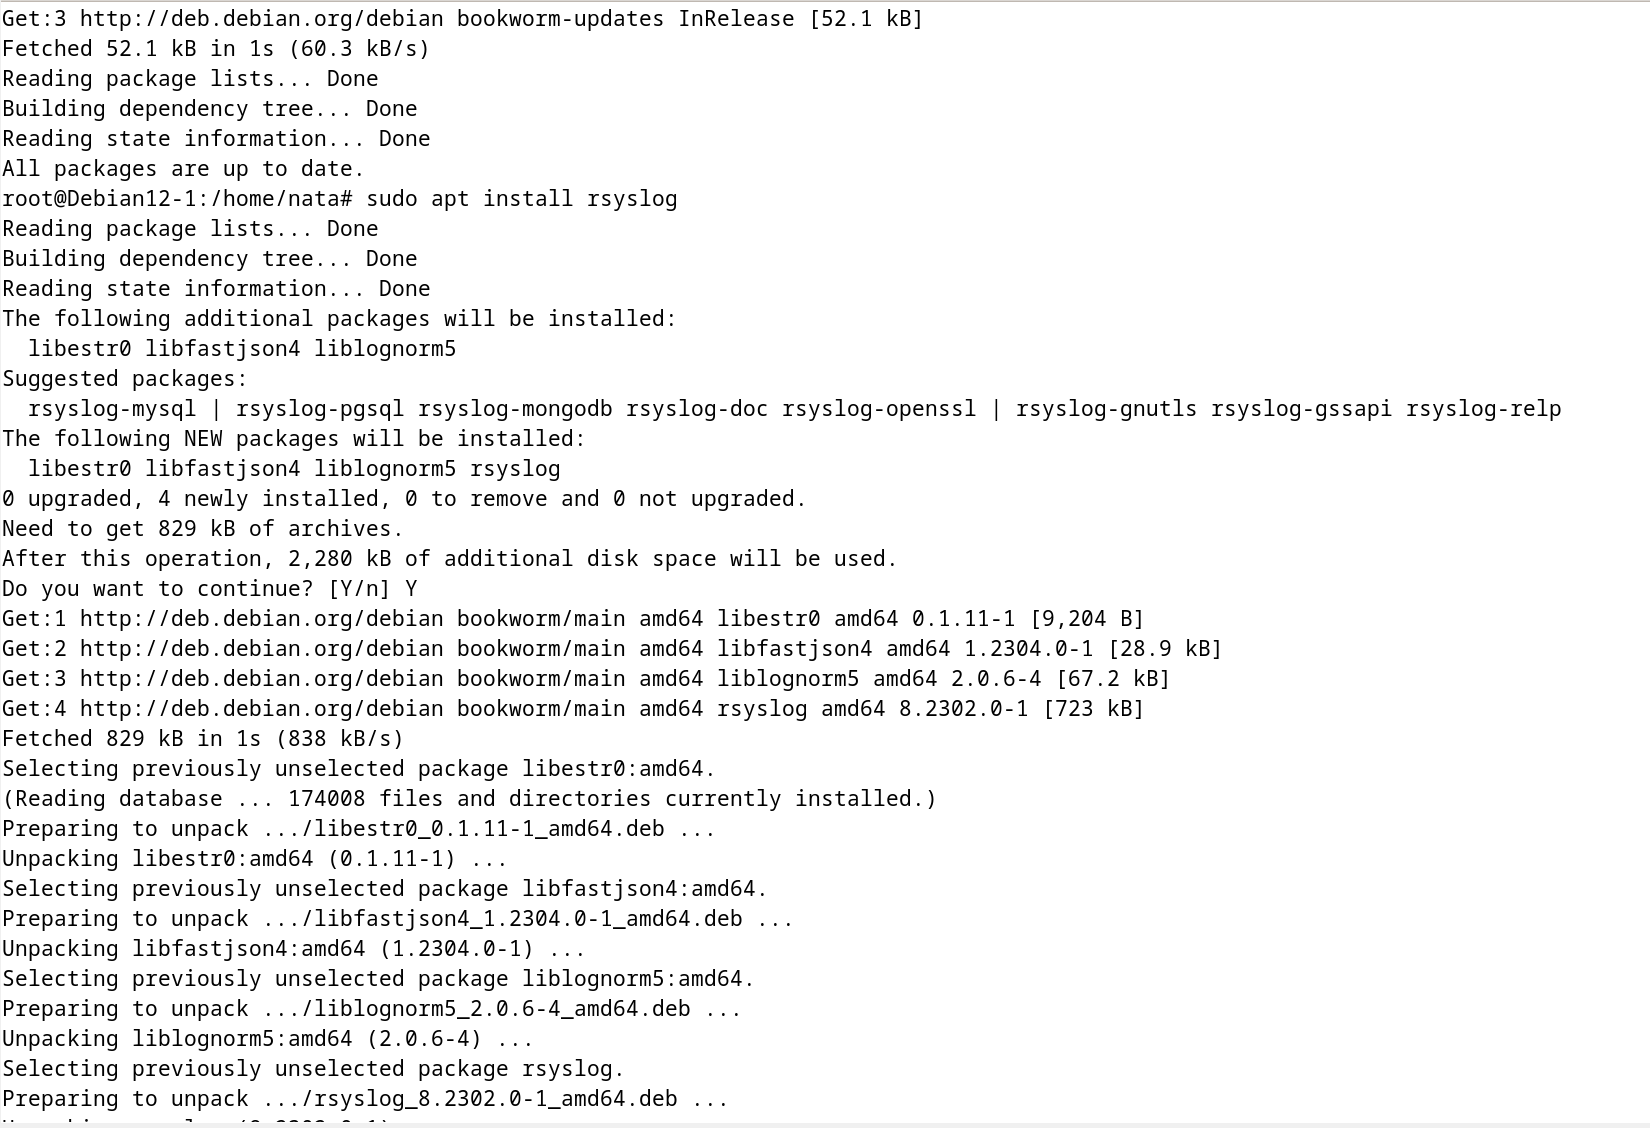 Get:3 http://deb.debian.org/debian bookworm-updates InRelease [52.1 kB]
Fetched 52.1 kB in 1s (60.3 kB/s)
Reading package lists... Done
Building dependency tree... Done
Reading state information... Done
All packages are up to date.
root@Debian12-1:/home/nata# sudo apt install rsyslog
Reading package lists... Done
Building dependency tree... Done
Reading state information... Done
The following additional packages will be installed:
  libestr0 libfastjson4 liblognorm5
Suggested packages:
  rsyslog-mysql | rsyslog-pgsql rsyslog-mongodb rsyslog-doc rsyslog-openssl | rsyslog-gnutls rsyslog-gssapi rsyslog-relp
The following NEW packages will be installed:
  libestr0 libfastjson4 liblognorm5 rsyslog
0 upgraded, 4 newly installed, 0 to remove and 0 not upgraded.
Need to get 829 kB of archives.
After this operation, 2,280 kB of additional disk space will be used.
Do you want to continue? [Y/n] Y
Get:1 http://deb.debian.org/debian bookworm/main amd64 libestr0 amd64 0.1.11-1 [9,204 B]
Get:2 http://deb.debian.org/debian bookworm/main amd64 libfastjson4 amd64 1.2304.0-1 [28.9 kB]
Get:3 http://deb.debian.org/debian bookworm/main amd64 liblognorm5 amd64 2.0.6-4 [67.2 kB]
Get:4 http://deb.debian.org/debian bookworm/main amd64 rsyslog amd64 8.2302.0-1 [723 kB]
Fetched 829 kB in 1s (838 kB/s)
Selecting previously unselected package libestr0:amd64.
(Reading database ... 174008 files and directories currently installed.)
Preparing to unpack .../libestr0_0.1.11-1_amd64.deb ...
Unpacking libestr0:amd64 (0.1.11-1) ...
Selecting previously unselected package libfastjson4:amd64.
Preparing to unpack .../libfastjson4_1.2304.0-1_amd64.deb ...
Unpacking libfastjson4:amd64 (1.2304.0-1) ...
Selecting previously unselected package liblognorm5:amd64.
Preparing to unpack .../liblognorm5_2.0.6-4_amd64.deb ...
Unpacking liblognorm5:amd64 (2.0.6-4) ...
Selecting previously unselected package rsyslog.
Preparing to unpack .../rsyslog_8.2302.0-1_amd64.deb ...